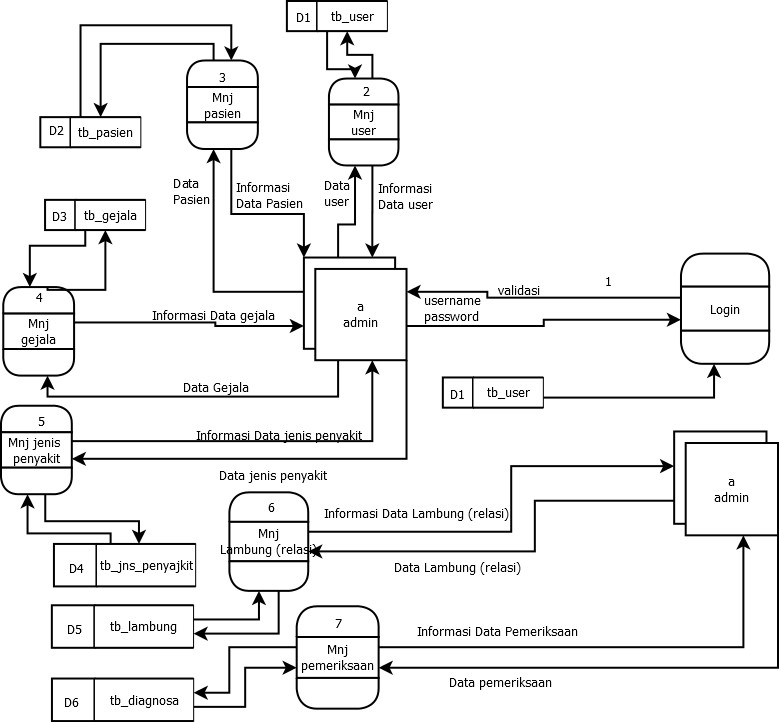 D1
tb_user
3
Mnj
pasien
2
Mnj
user
D2
tb_pasien
Data
Pasien
Informasi
Data Pasien
Data
user
Informasi
Data user
D3
tb_gejala
4
Mnj
gejala
Informasi Data gejala
a
admin
validasi
username
password
1
Login
Data Gejala
D1
tb_user
5
Mnj jenis
penyakit
Informasi Data jenis penyakit
Data jenis penyakit
a
admin
6
Mnj
Lambung (relasi)
Informasi Data Lambung (relasi)
Data Lambung (relasi)
D4
tb_jns_penyajkit
D5
tb_lambung
7
Mnj
pemeriksaan
Informasi Data Pemeriksaan
Data pemeriksaan
D6
tb_diagnosa